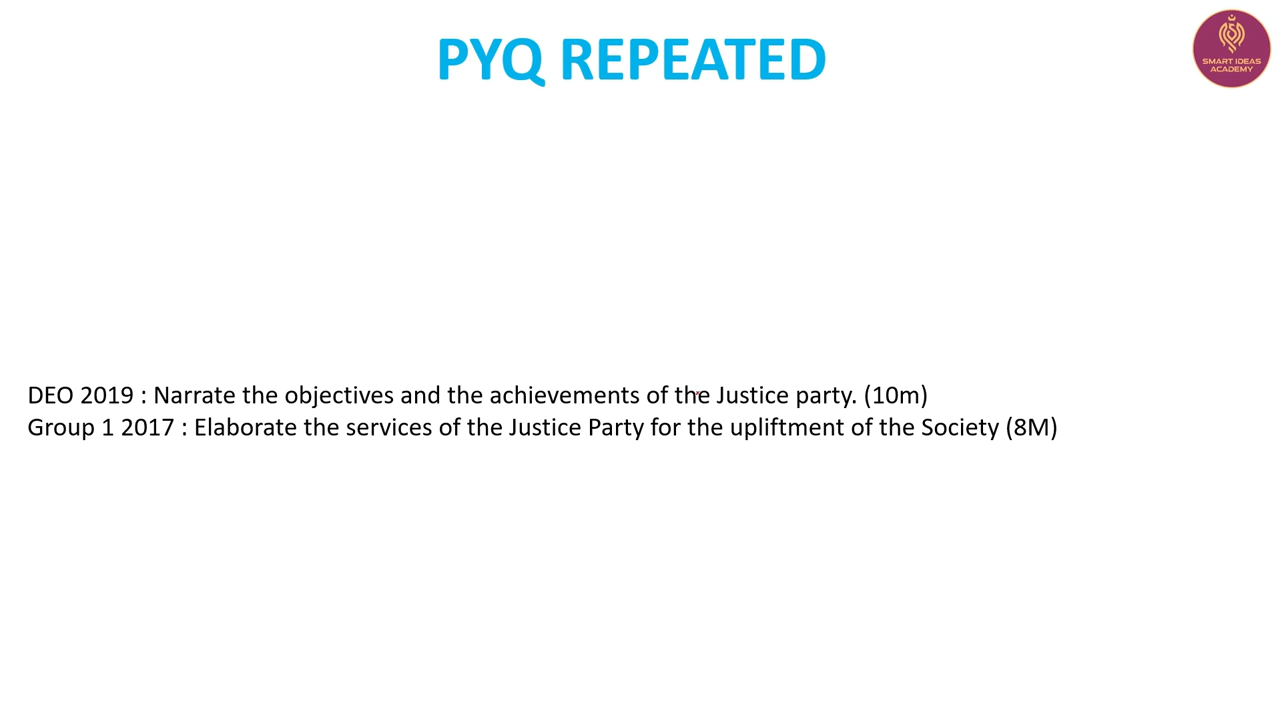 PYQ REPEATED
SMART IDEAS
ACADEMY
DEO 2019 : Narrate the objectives and the achievements of the Justice party. (10m)
Group 1 2017 : Elaborate the services of the Justice Party for the upliftment of the Society (8M)